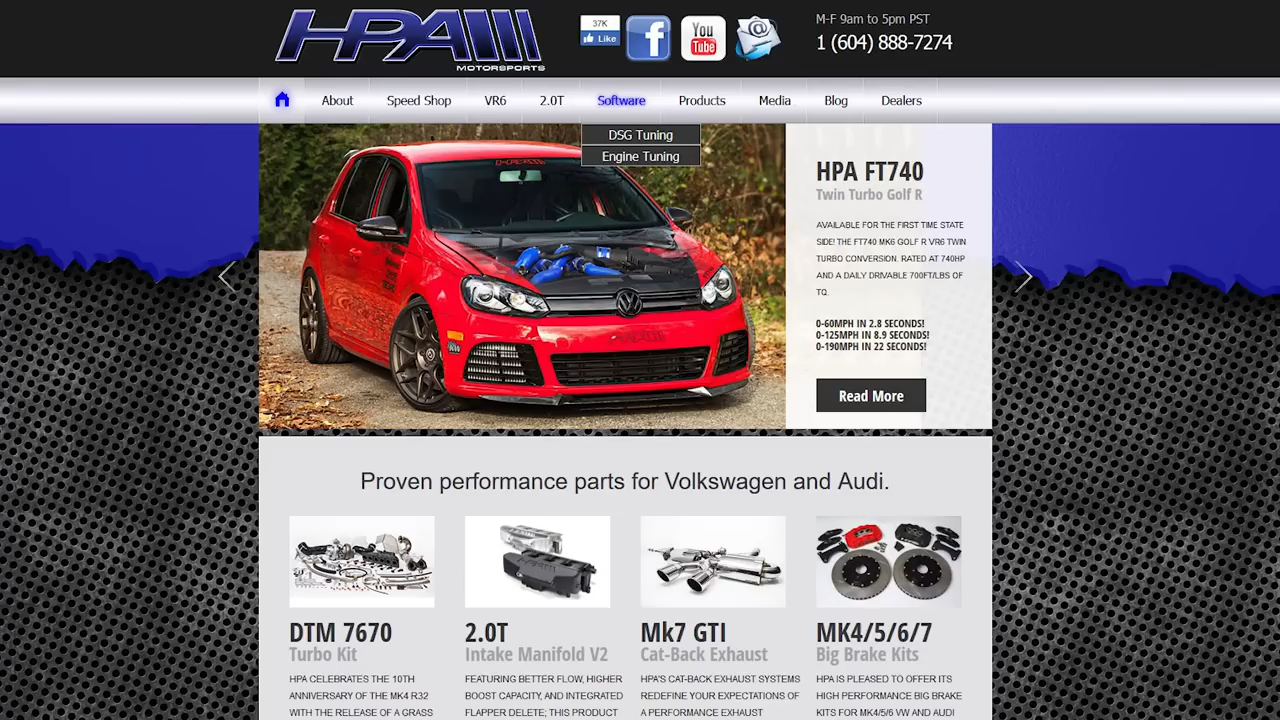 HPA
MOTORSPORTS
37K
Like
f
You
Tube
@
M-F 9am to 5pm PST
1 (604) 888-7274
About Speed Shop VR6 2.0T Software Products Media Blog Dealers
DSG Tuning
Engine Tuning
HPA
HPA FT740
Twin Turbo Golf R
AVAILABLE FOR THE FIRST TIME STATE
SIDE! THE FT740 MK6 GOLF R VR6 TWIN
TURBO CONVERSION. RATED AT 740HP
AND A DAILY DRIVABLE 700FT/LBS OF
TQ.
0-60MPH IN 2.8 SECONDS!
0-125MPH IN 8.9 SECONDS!
0-190MPH IN 22 SECONDS!
Read More
Proven performance parts for Volkswagen and Audi.
DTM 7670
Turbo Kit
HPA CELEBRATES THE 10TH
ANNIVERSARY OF THE MK4 R32
WITH THE RELEASE OF A GRASS
2.0T
Intake Manifold V2
FEATURING BETTER FLOW, HIGHER
BOOST CAPACITY, AND INTEGRATED
FLAPPER DELETE; THIS PRODUCT
Mk7 GTI
Cat-Back Exhaust
HPA'S CAT-BACK EXHAUST SYSTEMS
REDEFINE YOUR EXPECTATIONS OF
A PERFORMANCE EXHAUST
MK4/5/6/7
Big Brake Kits
HPA IS PLEASED TO OFFER ITS
HIGH PERFORMANCE BIG BRAKE
KITS FOR MK4/5/6 VW AND AUDI